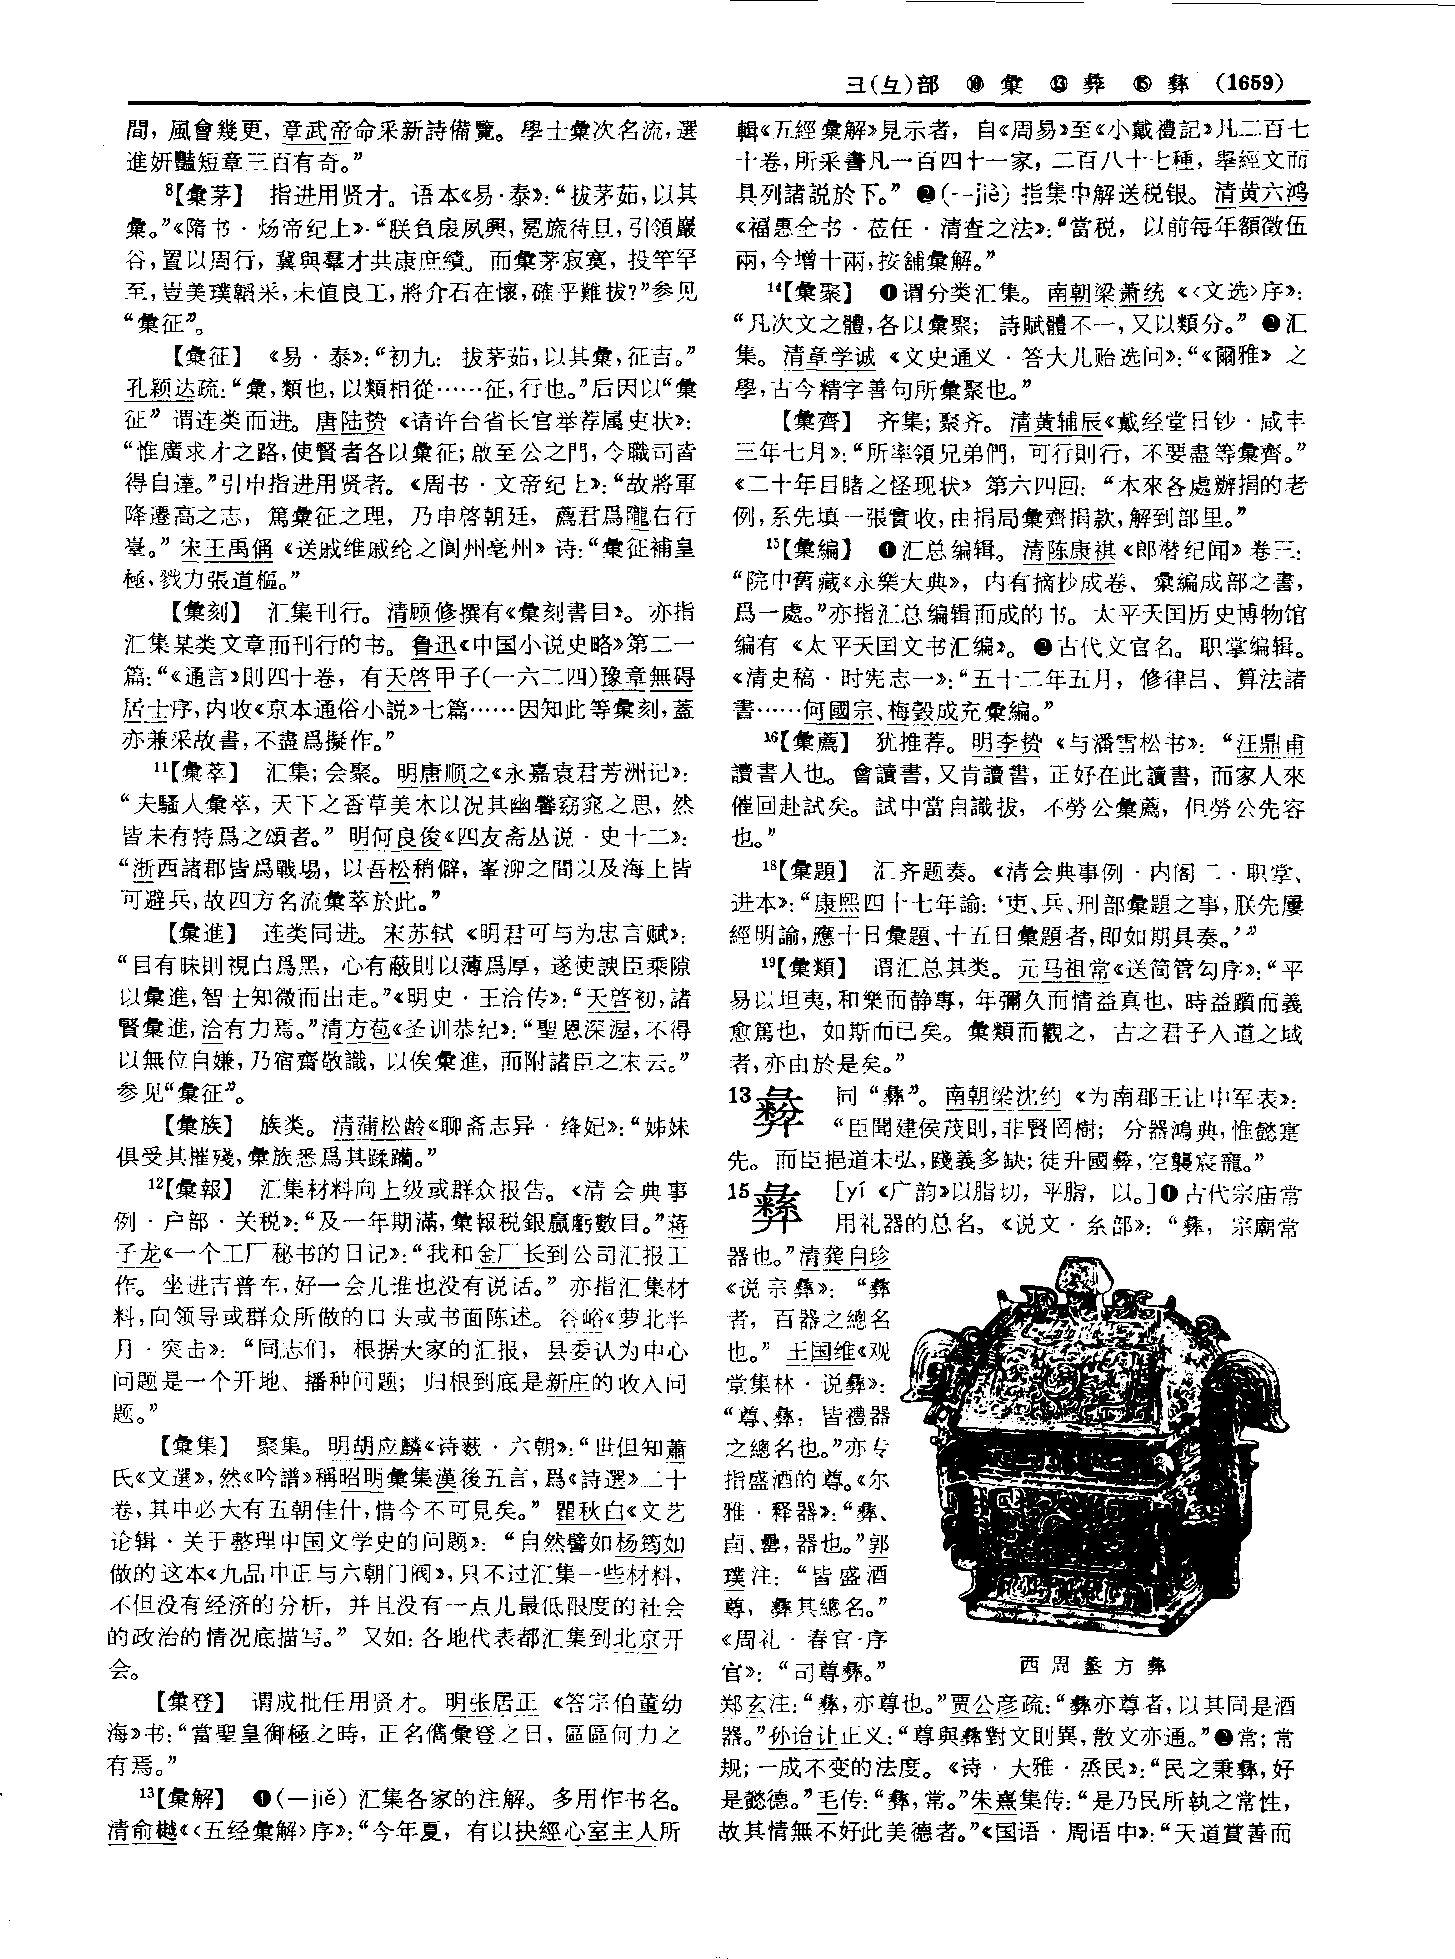 彐(彑)部 ⑩ 彙 ⑬ 彝 ⑮ 彝 (1659)
間，風會幾更，章武帝命采新詩備覽。學士彙次名流，選
進妍豔短章三百有奇。”
⁸【彙茅】 指进用贤才。语本《易·泰》：“拔茅茹，以其
彙。”《隋书·炀帝纪上》：“朕負扆夙興，冕旒待旦，引領巖
谷，置以周行，冀與羣才共康庶績。而彙茅寂寞，投竿罕
至，豈美璞韜采，未值良工，將介石在懷，確乎難拔？”参见
“彙征”。
【彙征】 《易·泰》：“初九：拔茅茹，以其彙，征吉。”
孔颖达疏：“彙，類也，以類相從……征，行也。”后因以“彙
征”谓连类而进。唐陆贽《请许台省长官举荐属吏状》：
“惟廣求才之路，使賢者各以彙征；啟至公之門，令職司皆
得自達。”引申指进用贤者。《周书·文帝纪上》：“故將軍
降遷高之志，篤彙征之理，乃申啓朝廷，薦君爲隴右行
臺。”宋王禹偁《送戚维戚纶之阆州亳州》诗：“彙征補皇
極，戮力張道樞。”
【彙刻】 汇集刊行。清顾修撰有《彙刻書目》。亦指
汇集某类文章而刊行的书。鲁迅《中国小说史略》第二一
篇：“《通言》則四十卷，有天啓甲子(一六二四)豫章無礙
居士序，内收《京本通俗小説》七篇……因知此等彙刻，蓋
亦兼采故書，不盡爲擬作。”
¹¹【彙萃】 汇集；会聚。明唐顺之《永嘉袁君芳洲记》：
“夫騷人彙萃，天下之香草美木以況其幽馨窈窕之思，然
皆未有特爲之頌者。”明何良俊《四友斋丛说·史十二》：
“浙西諸郡皆爲戰場，以吾松稍僻，峯泖之間以及海上皆
可避兵，故四方名流彙萃於此。”
【彙進】 连类同进。宋苏轼《明君可与为忠言赋》：
“目有眯則視白爲黑，心有蔽則以薄爲厚，遂使諛臣乘隙
以彙進，智士知微而出走。”《明史·王洽传》：“天啓初，諸
賢彙進，洽有力焉。”清方苞《圣训恭纪》：“聖恩深渥，不得
以無位自嫌，乃宿齋敬識，以俟彙進，而附諸臣之末云。”
参见“彙征”。
【彙族】 族类。清蒲松龄《聊斋志异·绛妃》：“姊妹
俱受其摧殘，彙族悉爲其蹂躪。”
¹²【彙報】 汇集材料向上级或群众报告。《清会典事
例·户部·关税》：“及一年期滿，彙報税銀贏虧數目。”蒋
子龙《一个工厂秘书的日记》：“我和金厂长到公司汇报工
作。坐进吉普车，好一会儿谁也没有说话。”亦指汇集材
料，向领导或群众所做的口头或书面陈述。谷峪《萝北半
月·突击》：“同志们，根据大家的汇报，县委认为中心
问题是一个开地、播种问题；归根到底是新庄的收入问
题。”
【彙集】 聚集。明胡应麟《诗薮·六朝》：“世但知蕭
氏《文選》，然《吟譜》稱昭明彙集漢後五言，爲《詩選》二十
卷，其中必大有五朝佳什，惜今不可見矣。”瞿秋白《文艺
论辑·关于整理中国文学史的问题》：“自然譬如杨筠如
做的这本《九品中正与六朝门阀》，只不过汇集一些材料，
不但没有经济的分析，并且没有一点儿最低限度的社会
的政治的情况底描写。”又如：各地代表都汇集到北京开
会。
【彙登】 谓成批任用贤才。明张居正《答宗伯董幼
海》书：“當聖皇御極之時，正名儁彙登之日，區區何力之
有焉。”
¹³【彙解】 ❶(—jiě)汇集各家的注解。多用作书名。
清俞樾《〈五经彙解〉序》：“今年夏，有以抉經心室主人所
輯《五經彙解》見示者，自《周易》至《小戴禮記》凡二百七
十卷，所采書凡一百四十一家，二百八十七種，舉經文而
具列諸説於下。”❷(—jiè)指集中解送税银。清黄六鸿
《福惠全书·莅任·清查之法》：“當税，以前每年額徵伍
兩，今增十兩，按舖彙解。”
¹⁴【彙聚】 ❶谓分类汇集。南朝梁萧统《〈文选〉序》：
“凡次文之體，各以彙聚；詩賦體不一，又以類分。”❷汇
集。清章学诚《文史通义·答大儿贻选问》：“《爾雅》之
學，古今精字善句所彙聚也。”
【彙齊】 齐集；聚齐。清黄辅辰《戴经堂日钞·咸丰
三年七月》：“所率領兄弟們，可行則行，不要盡等彙齊。”
《二十年目睹之怪现状》第六四回：“本來各處辦捐的老
例，系先填一張實收，由捐局彙齊捐款，解到部里。”
¹⁵【彙编】 ❶汇总编辑。清陈康祺《郎潜纪闻》卷三：
“院中舊藏《永樂大典》，内有摘抄成卷、彙編成部之書，
爲一處。”亦指汇总编辑而成的书。太平天国历史博物馆
编有《太平天国文书汇编》。❷古代文官名。职掌编辑。
《清史稿·时宪志一》：“五十二年五月，修律吕、算法諸
書……何國宗、梅瑴成充彙編。”
¹⁶【彙薦】 犹推荐。明李贽《与潘雪松书》：“汪鼎甫
讀書人也。會讀書，又肯讀書，正好在此讀書，而家人來
催回赴試矣。試中當自識拔，不勞公彙薦，但勞公先容
也。”
¹⁸【彙題】 汇齐题奏。《清会典事例·内阁二·职掌、
进本》：“康熙四十七年諭：‘吏、兵、刑部彙題之事，朕先屢
經明諭，應十日彙題、十五日彙題者，即如期具奏。’”
¹⁹【彙類】 谓汇总其类。元马祖常《送简管勾序》：“平
易以坦夷，和樂而静專，年彌久而情益真也，時益躓而義
愈篤也，如斯而已矣。彙類而觀之，古之君子入道之域
者，亦由於是矣。”
13 彝 同“彝”。南朝梁沈约《为南郡王让中军表》：
“臣聞建侯茂則，非賢罔樹；分器鴻典，惟懿寔
先。而臣挹道未弘，踐義多缺；徒升國彝，空襲宸寵。”
15 彝 [yí《广韵》以脂切，平脂，以。]❶古代宗庙常
用礼器的总名。《说文·糸部》：“彝，宗廟常
器也。”清龚自珍
《说宗彝》：“彝
者，百器之總名
也。”王国维《观
堂集林·说彝》：
“尊、彝，皆禮器
之總名也。”亦专
指盛酒的尊。《尔
雅·释器》：“彝、
卣、罍，器也。”郭
璞注：“皆盛酒
尊，彝其總名。”
《周礼·春官·序
官》：“司尊彝。”
西周盠方彝
郑玄注：“彝，亦尊也。”贾公彦疏：“彝亦尊者，以其同是酒
器。”孙诒让正义：“尊與彝對文則異，散文亦通。”❷常；常
规；一成不变的法度。《诗·大雅·烝民》：“民之秉彝，好
是懿德。”毛传：“彝，常。”朱熹集传：“是乃民所執之常性，
故其情無不好此美德者。”《国语·周语中》：“天道賞善而